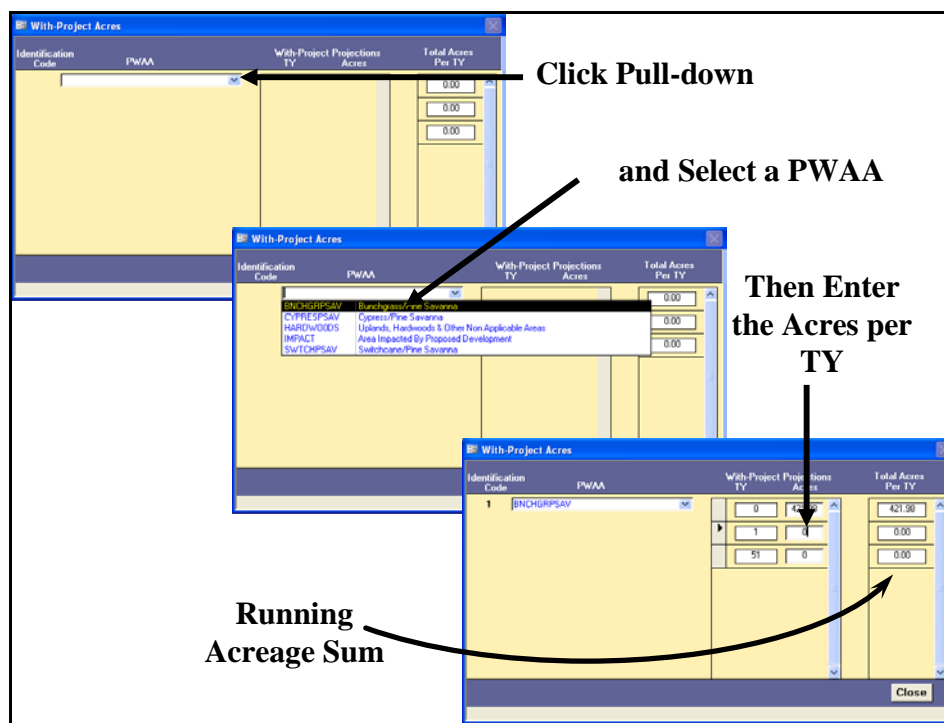 With-Project Acres
Identification
Code
PWAA
With-Project Projections
TY Acres
Total Acres
Per TY
0.00
0.00
0.00
Click Pull-down
and Select a PWAA
With-Project Acres
Identification
Code
PWAA
With-Project Projections
TY Acres
Total Acres
Per TY
BNCHGRPSAV Bunchgrass/Pine Savanna
CYPRESPSAV Cypress/Pine Savanna
HARDWOODS Uplands, Hardwoods & Other Non Applicable Areas
IMPACT Area Impacted By Proposed Development
SWTCHPSAV Switchcane/Pine Savanna
0.00
0.00
0.00
Then Enter
the Acres per
TY
With-Project Acres
Identification
Code
PWAA
With-Project Projections
TY Acres
Total Acres
Per TY
1 BNCHGRPSAV
0 421.98
1 0 0.00
51 0 0.00
Running
Acreage Sum
Close